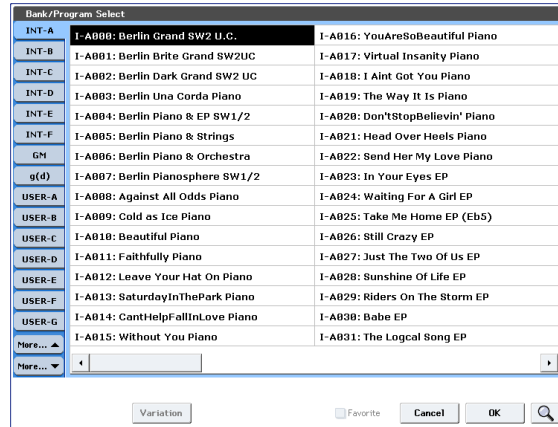 Bank/Program Select
INT-A
INT-B
INT-C
INT-D
INT-E
INT-F
GM
g(d)
USER-A
USER-B
USER-C
USER-D
USER-E
USER-F
USER-G
More...
More...
I-A000: Berlin Grand SW2 U.C.
I-A001: Berlin Brite Grand SW2UC
I-A002: Berlin Dark Grand SW2 UC
I-A003: Berlin Una Corda Piano
I-A004: Berlin Piano & EP SW1/2
I-A005: Berlin Piano & Strings
I-A006: Berlin Piano & Orchestra
I-A007: Berlin Pianosphere SW1/2
I-A008: Against All Odds Piano
I-A009: Cold as Ice Piano
I-A010: Beautiful Piano
I-A011: Faithfully Piano
I-A012: Leave Your Hat On Piano
I-A013: SaturdayInThePark Piano
I-A014: CantHelpFallInLove Piano
I-A015: Without You Piano
I-A016: YouAreSoBeautiful Piano
I-A017: Virtual Insanity Piano
I-A018: I Aint Got You Piano
I-A019: The Way It Is Piano
I-A020: Don'tStopBelievin' Piano
I-A021: Head Over Heels Piano
I-A022: Send Her My Love Piano
I-A023: In Your Eyes EP
I-A024: Waiting For A Girl EP
I-A025: Take Me Home EP (Eb5)
I-A026: Still Crazy EP
I-A027: Just The Two Of Us EP
I-A028: Sunshine Of Life EP
I-A029: Riders On The Storm EP
I-A030: Babe EP
I-A031: The Logcal Song EP
Variation
Favorite
Cancel
OK